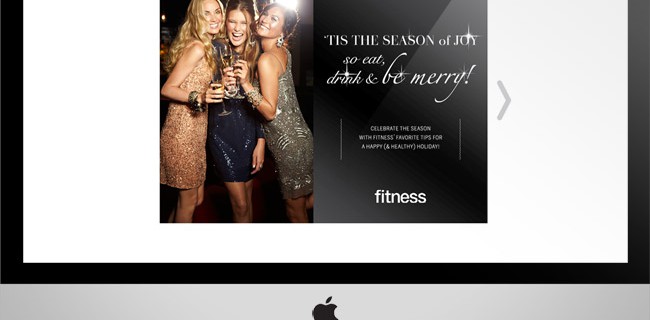 ‘TIS THE SEASON of JOY
so eat,
drink & be merry!
CELEBRATE THE SEASON
WITH FITNESS’ FAVORITE TIPS FOR
A HAPPY (& HEALTHY) HOLIDAY!
fitness